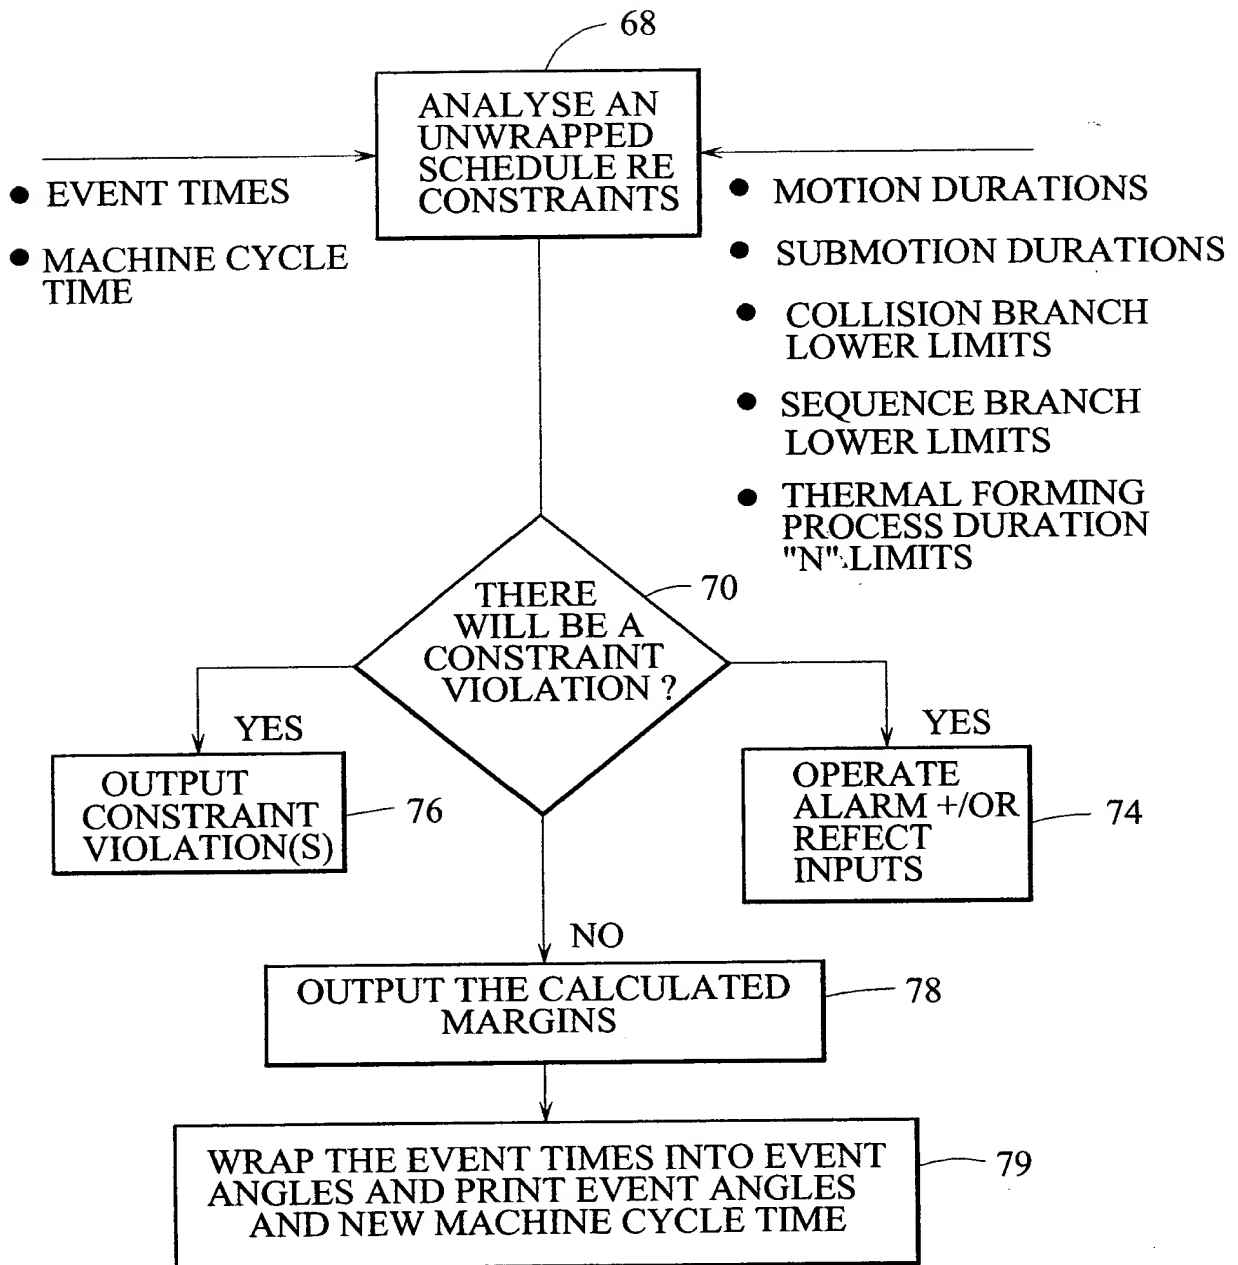 68
ANALYSE AN
UNWRAPPED
SCHEDULE RE
CONSTRAINTS
● EVENT TIMES
● MACHINE CYCLE
TIME
● MOTION DURATIONS
● SUBMOTION DURATIONS
● COLLISION BRANCH
LOWER LIMITS
● SEQUENCE BRANCH
LOWER LIMITS
● THERMAL FORMING
PROCESS DURATION
"N" LIMITS
70
THERE
WILL BE A
CONSTRAINT
VIOLATION ?
YES
OUTPUT
CONSTRAINT
VIOLATION(S)
76
YES
OPERATE
ALARM +/OR
REFECT
INPUTS
74
NO
OUTPUT THE CALCULATED
MARGINS
78
WRAP THE EVENT TIMES INTO EVENT
ANGLES AND PRINT EVENT ANGLES
AND NEW MACHINE CYCLE TIME
79